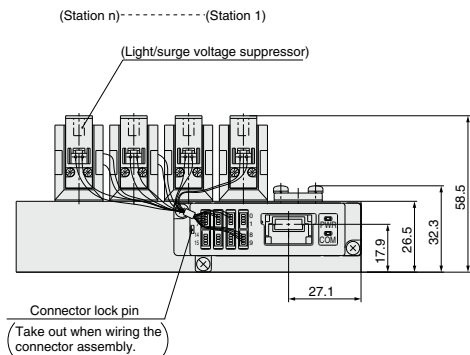 (Station n)----------(Station 1)
(Light/surge voltage suppressor)
PWR
COM
17.9
26.5
32.3
58.5
27.1
Connector lock pin
(Take out when wiring the
connector assembly.)